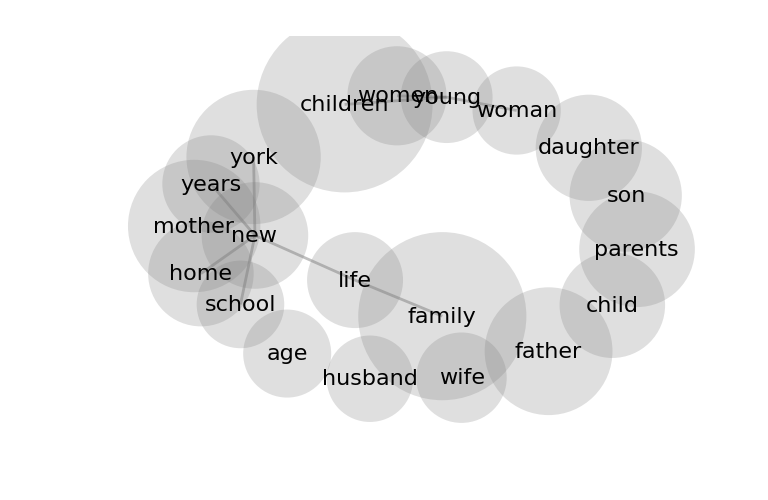 women
young
children
woman
daughter
york
years
son
mother
new
parents
home
life
school
child
family
father
age
husband
wife